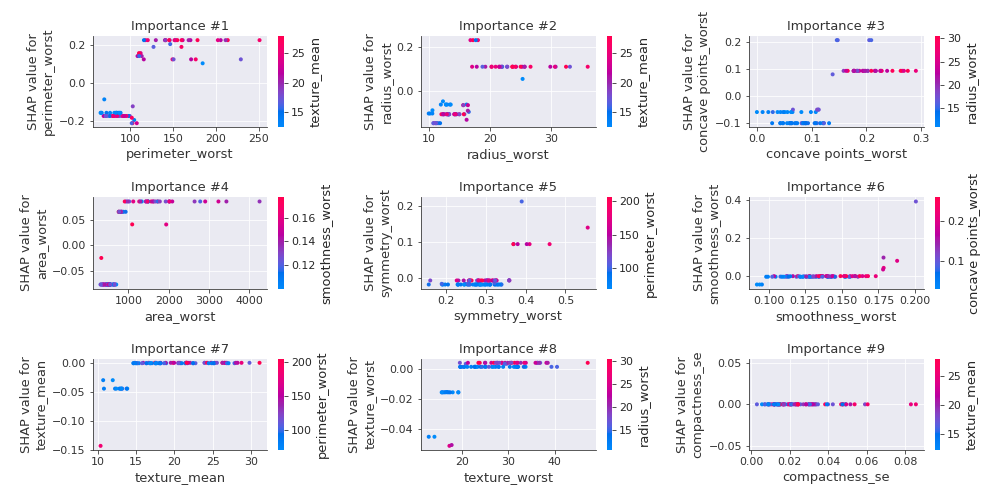 Importance #1
SHAP value for
perimeter_worst
0.2
0.0
−0.2
50
100
150
200
250
perimeter_worst
25
20
15
texture_mean
Importance #2
SHAP value for
radius_worst
0.0
10
20
30
radius_worst
25
20
15
texture_mean
Importance #3
SHAP value for
concave points_worst
0.2
0.1
0.0
−0.1
0.0
0.1
0.2
0.3
concave points_worst
30
25
20
15
radius_worst
Importance #4
SHAP value for
area_worst
0.05
0.00
−0.05
1000
2000
3000
4000
area_worst
0.16
0.14
0.12
smoothness_worst
Importance #5
SHAP value for
symmetry_worst
0.2
0.1
0.0
0.2
0.3
0.4
0.5
symmetry_worst
200
150
100
perimeter_worst
Importance #6
SHAP value for
smoothness_worst
0.4
0.2
0.0
0.100
0.125
0.150
0.175
0.200
smoothness_worst
0.2
0.1
concave points_worst
Importance #7
SHAP value for
texture_mean
0.00
−0.05
−0.10
−0.15
10
15
20
25
30
texture_mean
200
150
100
perimeter_worst
Importance #8
SHAP value for
texture_worst
0.00
−0.02
−0.04
20
30
40
texture_worst
30
25
20
15
radius_worst
Importance #9
SHAP value for
compactness_se
0.05
0.00
−0.05
0.00
0.02
0.04
0.06
0.08
compactness_se
25
20
15
texture_mean